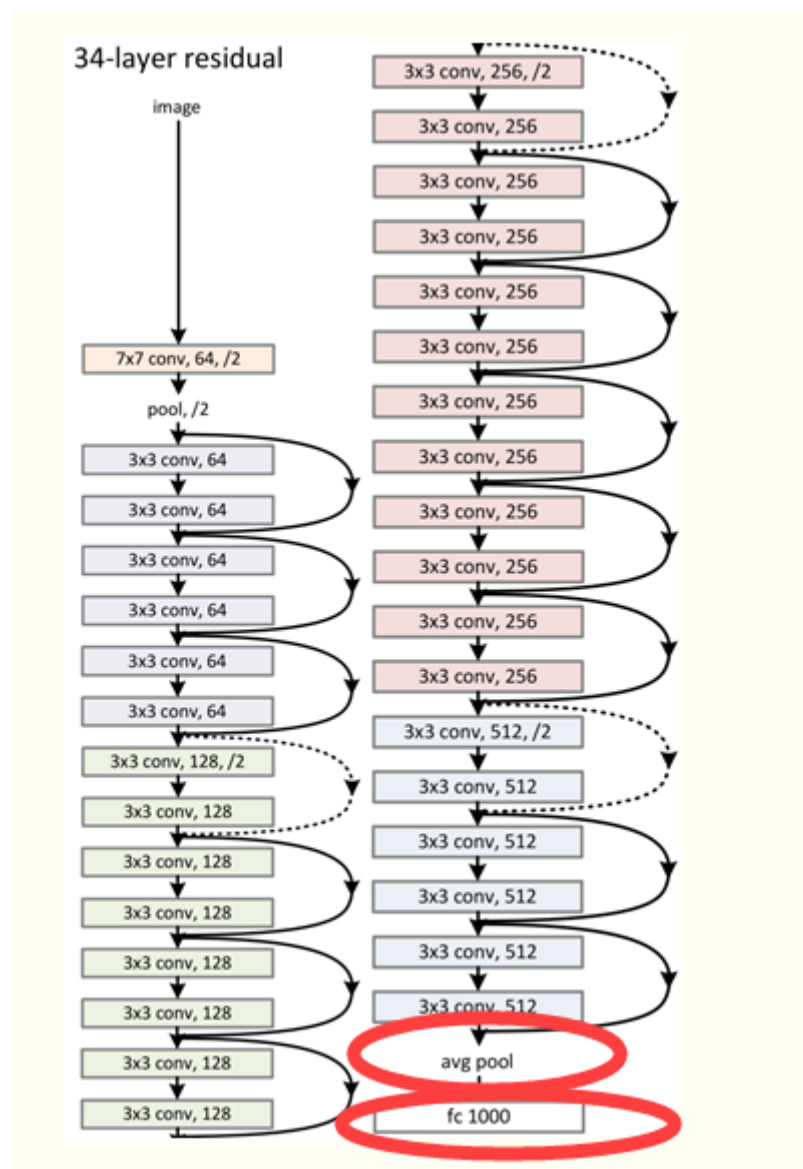 34-layer residual
image
7x7 conv, 64, /2
pool, /2
3x3 conv, 64
3x3 conv, 64
3x3 conv, 64
3x3 conv, 64
3x3 conv, 64
3x3 conv, 64
3x3 conv, 128, /2
3x3 conv, 128
3x3 conv, 128
3x3 conv, 128
3x3 conv, 128
3x3 conv, 128
3x3 conv, 128
3x3 conv, 128
3x3 conv, 256, /2
3x3 conv, 256
3x3 conv, 256
3x3 conv, 256
3x3 conv, 256
3x3 conv, 256
3x3 conv, 256
3x3 conv, 256
3x3 conv, 256
3x3 conv, 256
3x3 conv, 256
3x3 conv, 256
3x3 conv, 512, /2
3x3 conv, 512
3x3 conv, 512
3x3 conv, 512
3x3 conv, 512
3x3 conv, 512
avg pool
fc 1000